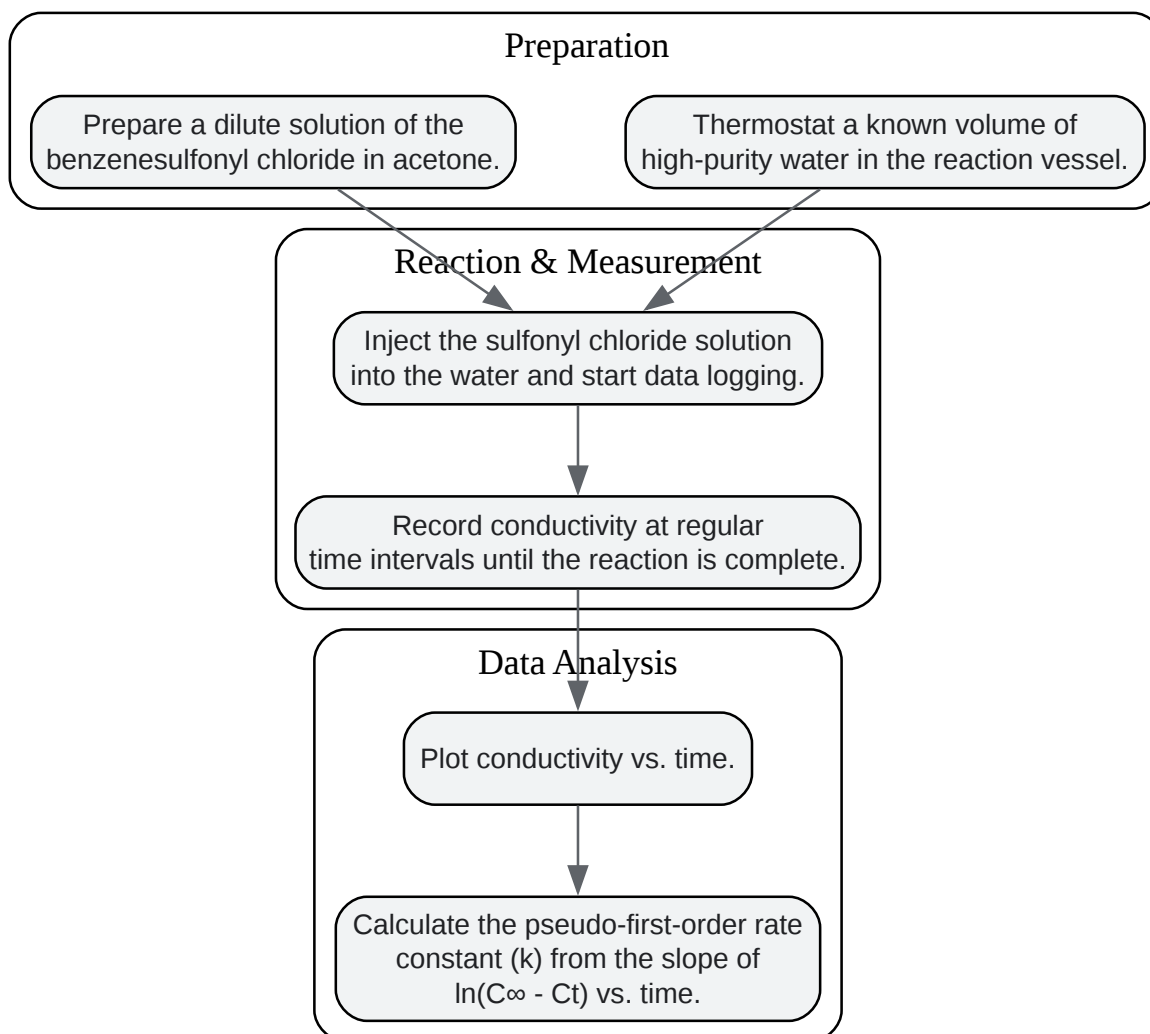 Preparation
Prepare a dilute solution of the
benzenesulfonyl chloride in acetone.
Thermostat a known volume of
high-purity water in the reaction vessel.
Reaction & Measurement
Inject the sulfonyl chloride solution
into the water and start data logging.
Record conductivity at regular
time intervals until the reaction is complete.
Data Analysis
Plot conductivity vs. time.
Calculate the pseudo-first-order rate
constant (k) from the slope of
ln(C∞ - Ct) vs. time.